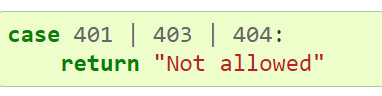 case 401 | 403 | 404:
    return "Not allowed"